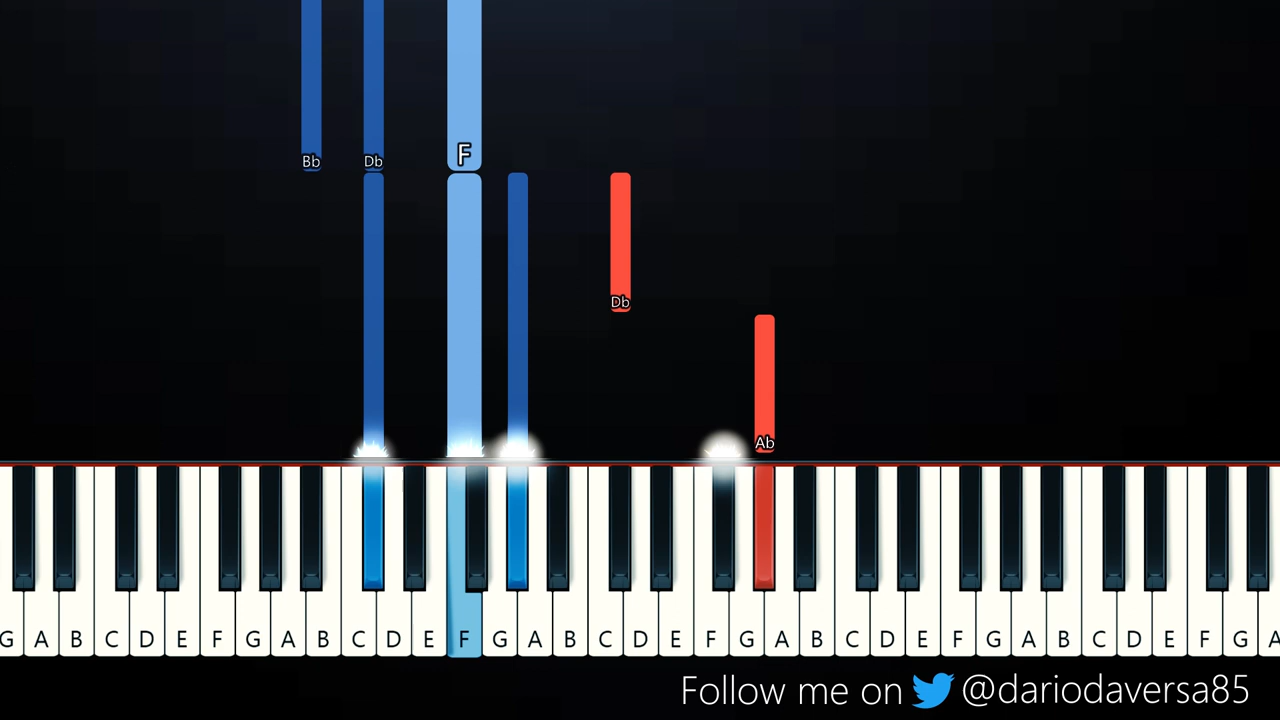 F
Bb Db
Db
Ab
G A B C D E F G A B C D E F G A B C D E F G A B C D E F G A B C D E F G A
Follow me on @dariodaversa85